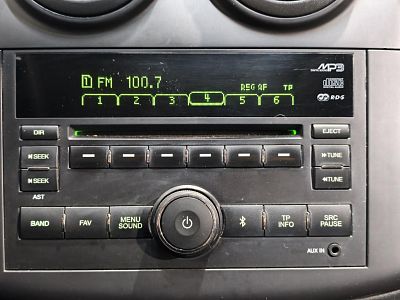 MP3
1 FM 100.7
REG AF TP
1 2 3 4 5 6
R·D·S
DIR
EJECT
SEEK
TUNE
SEEK
TUNE
AST
BAND
FAV
MENU
SOUND
TP
INFO
SRC
PAUSE
AUX IN